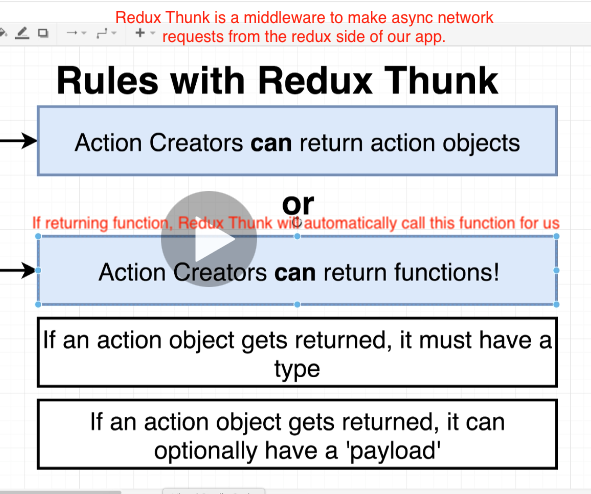 Redux Thunk is a middleware to make async network
requests from the redux side of our app.
Rules with Redux Thunk
Action Creators can return action objects
or
If returning function, Redux Thunk will automatically call this function for us
Action Creators can return functions!
If an action object gets returned, it must have a
type
If an action object gets returned, it can
optionally have a 'payload'